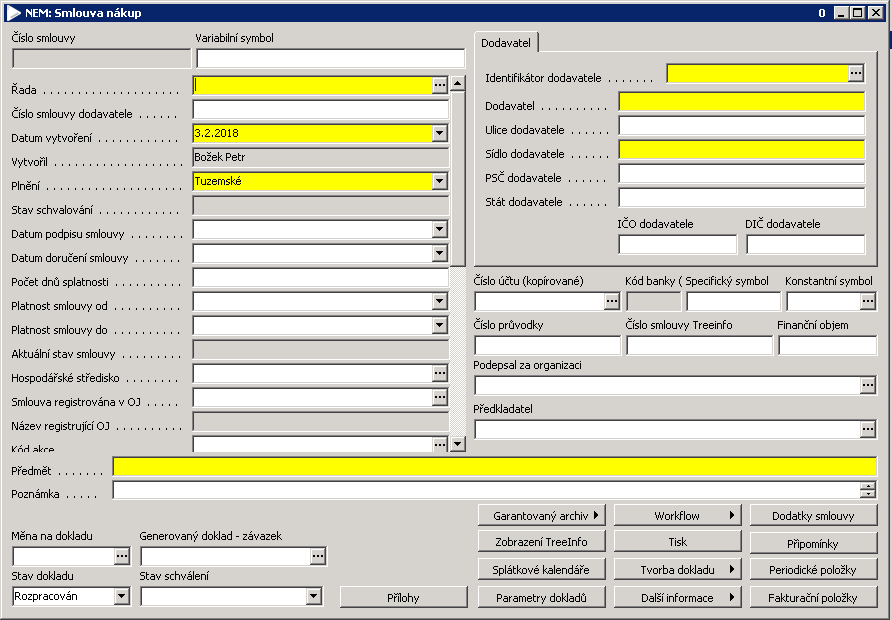 NEM: Smlouva nákup 0
Číslo smlouvy
Variabilní symbol
Řada . . . . . . . . . . . . . . . . . . . . .
Číslo smlouvy dodavatele . . . . . .
Datum vytvoření . . . . . . . . . . . .
3.2.2018
Vytvořil . . . . . . . . . . . . . . . . . . .
Božek Petr
Plnění . . . . . . . . . . . . . . . . . . . .
Tuzemské
Stav schvalování . . . . . . . . . . . .
Datum podpisu smlouvy . . . . . . . .
Datum doručení smlouvy . . . . . . .
Počet dnů splatnosti . . . . . . . . . .
Platnost smlouvy od . . . . . . . . . .
Platnost smlouvy do . . . . . . . . . .
Aktuální stav smlouvy . . . . . . . . .
Hospodářské středisko . . . . . . . .
Smlouva registrována v OJ . . . . .
Název registrující OJ . . . . . . . . . .
Kód akce
Dodavatel
Identifikátor dodavatele . . . . . . .
Dodavatel . . . . . . . . . .
Ulice dodavatele . . . . . .
Sídlo dodavatele . . . . . .
PSČ dodavatele . . . . . .
Stát dodavatele . . . . . .
IČO dodavatele
DIČ dodavatele
Číslo účtu (kopírované)
Kód banky (
Specifický symbol
Konstantní symbol
Číslo průvodky
Číslo smlouvy Treeinfo
Finanční objem
Podepsal za organizaci
Předkladatel
Předmět . . . . . . .
Poznámka . . . . .
Měna na dokladu
Generovaný doklad - závazek
Stav dokladu
Stav schválení
Rozpracován
Přílohy
Garantovaný archiv
Workflow
Dodatky smlouvy
Zobrazení TreeInfo
Tisk
Připomínky
Splátkové kalendáře
Tvorba dokladu
Periodické položky
Parametry dokladů
Další informace
Fakturační položky